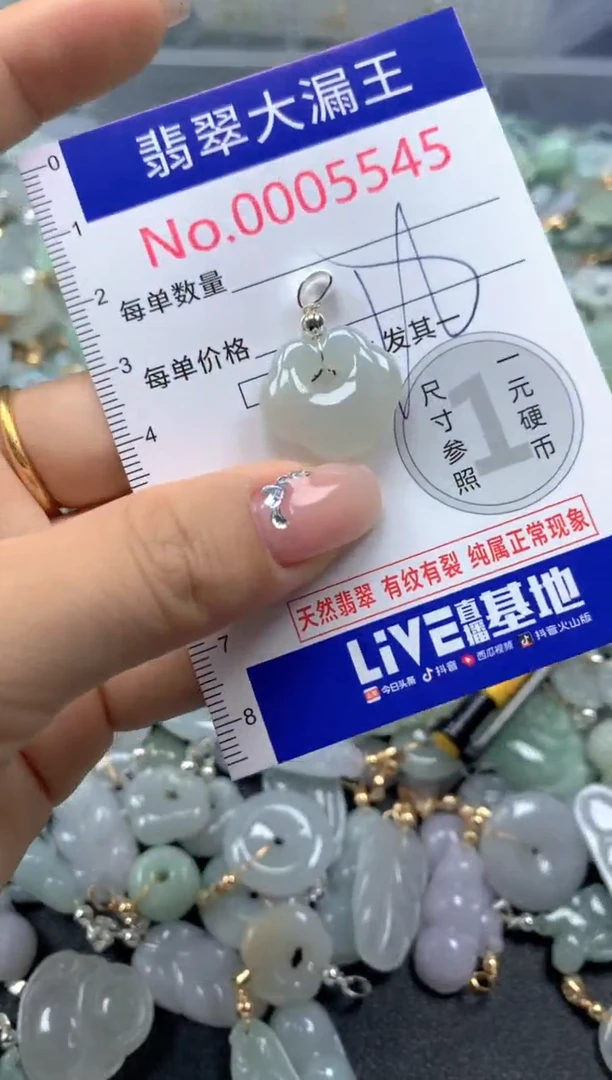 翡翠大漏王
No.0005545
每单数量
每单价格
发其一
0
1
2
3
4
7
8
一元硬币
1
尺寸参照
天然翡翠 有纹有裂 纯属正常现象
LiVE直播基地
今日头条 抖音 西瓜视频 抖音火山版